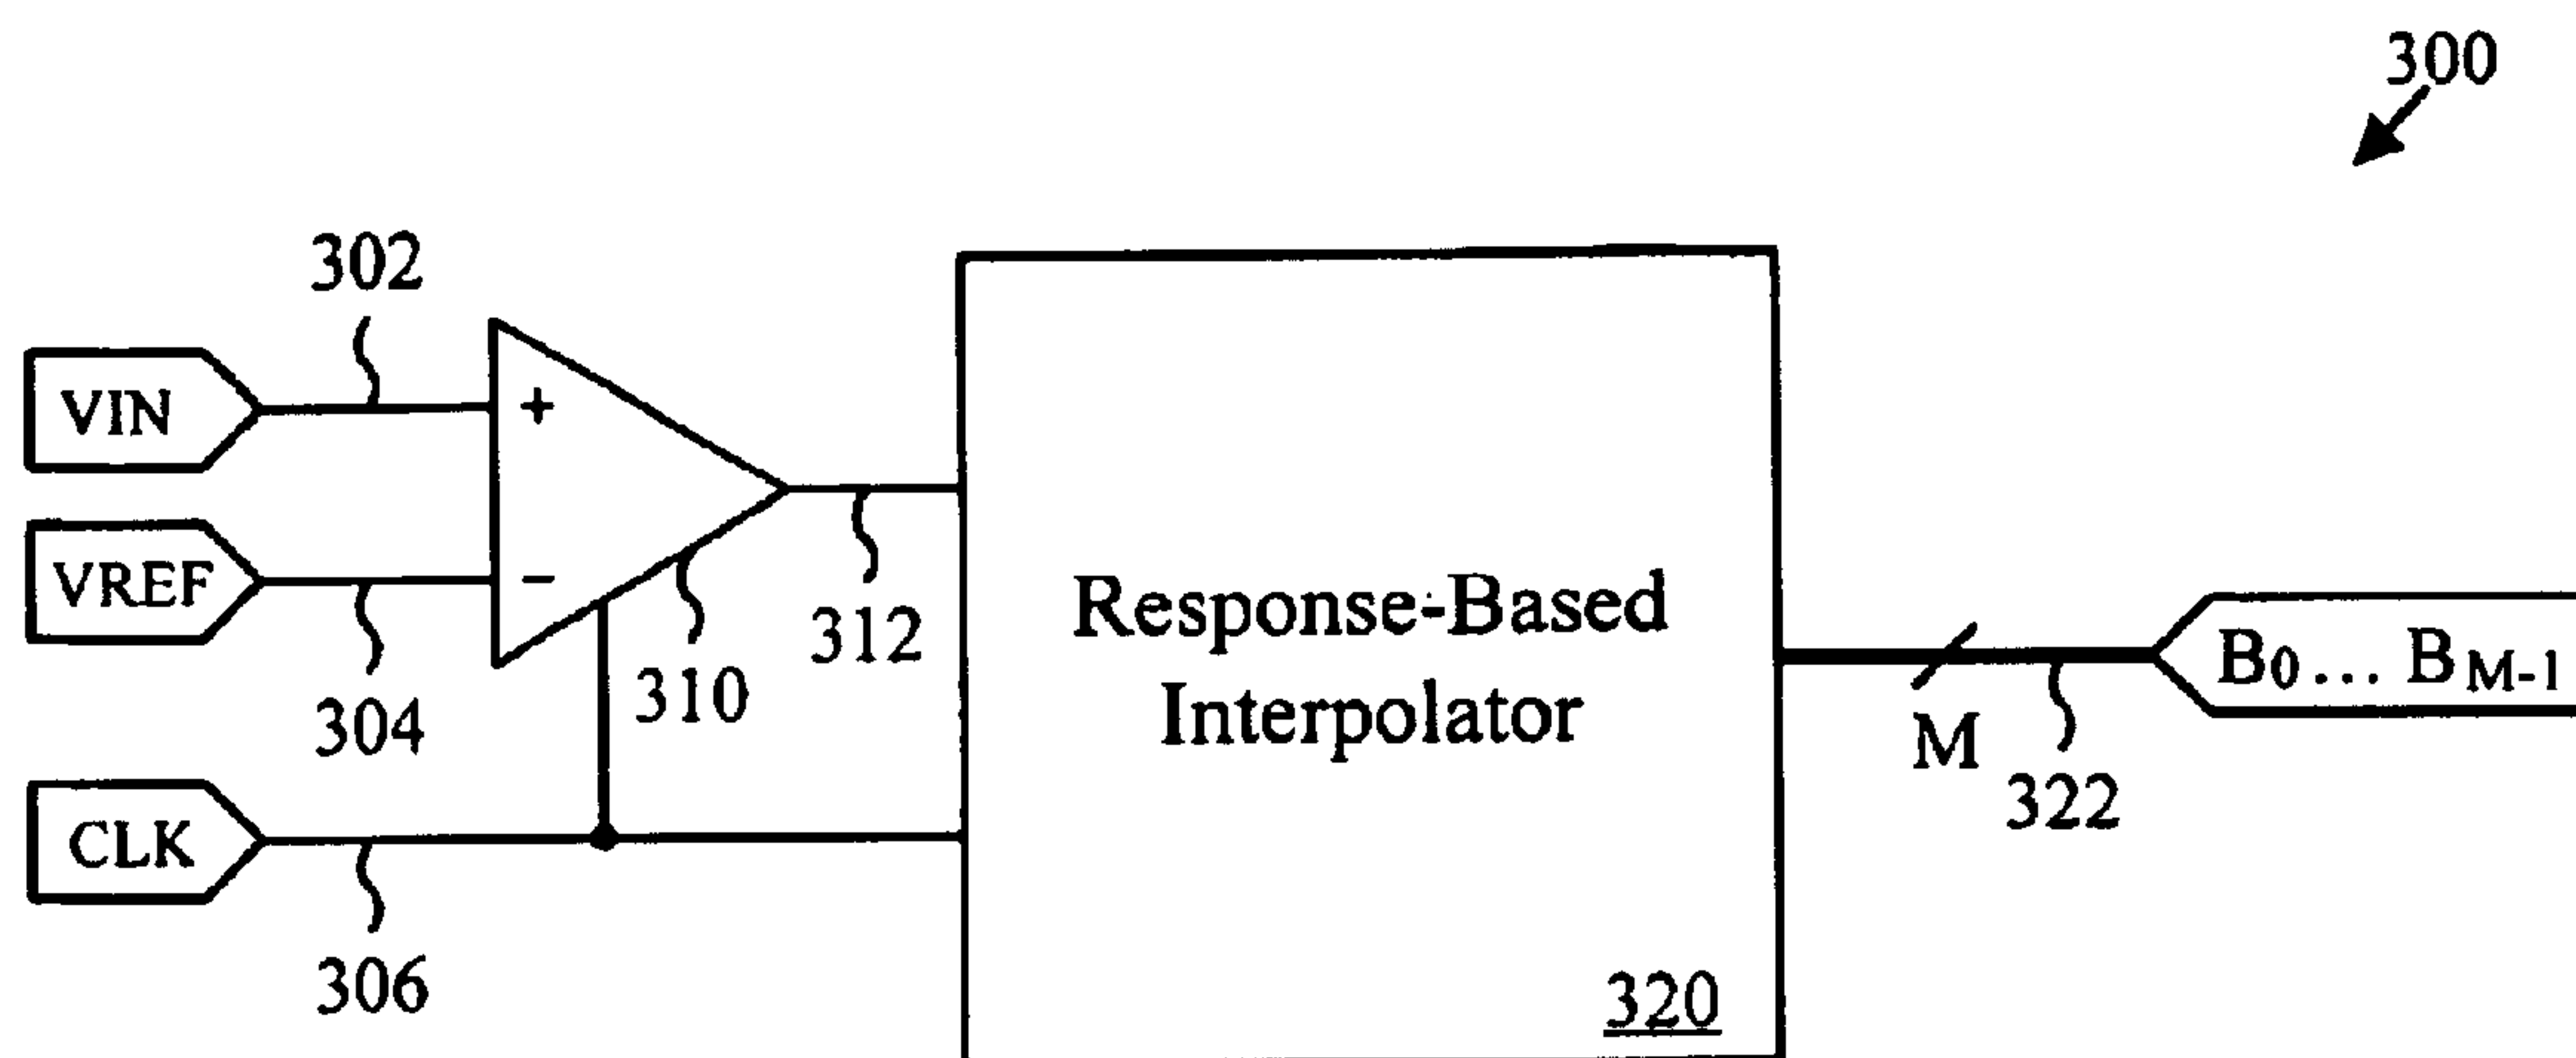 300
302
VIN
+
VREF
−
304
310
312
CLK
306
Response-Based
Interpolator
320
M
322
B0... BM-1